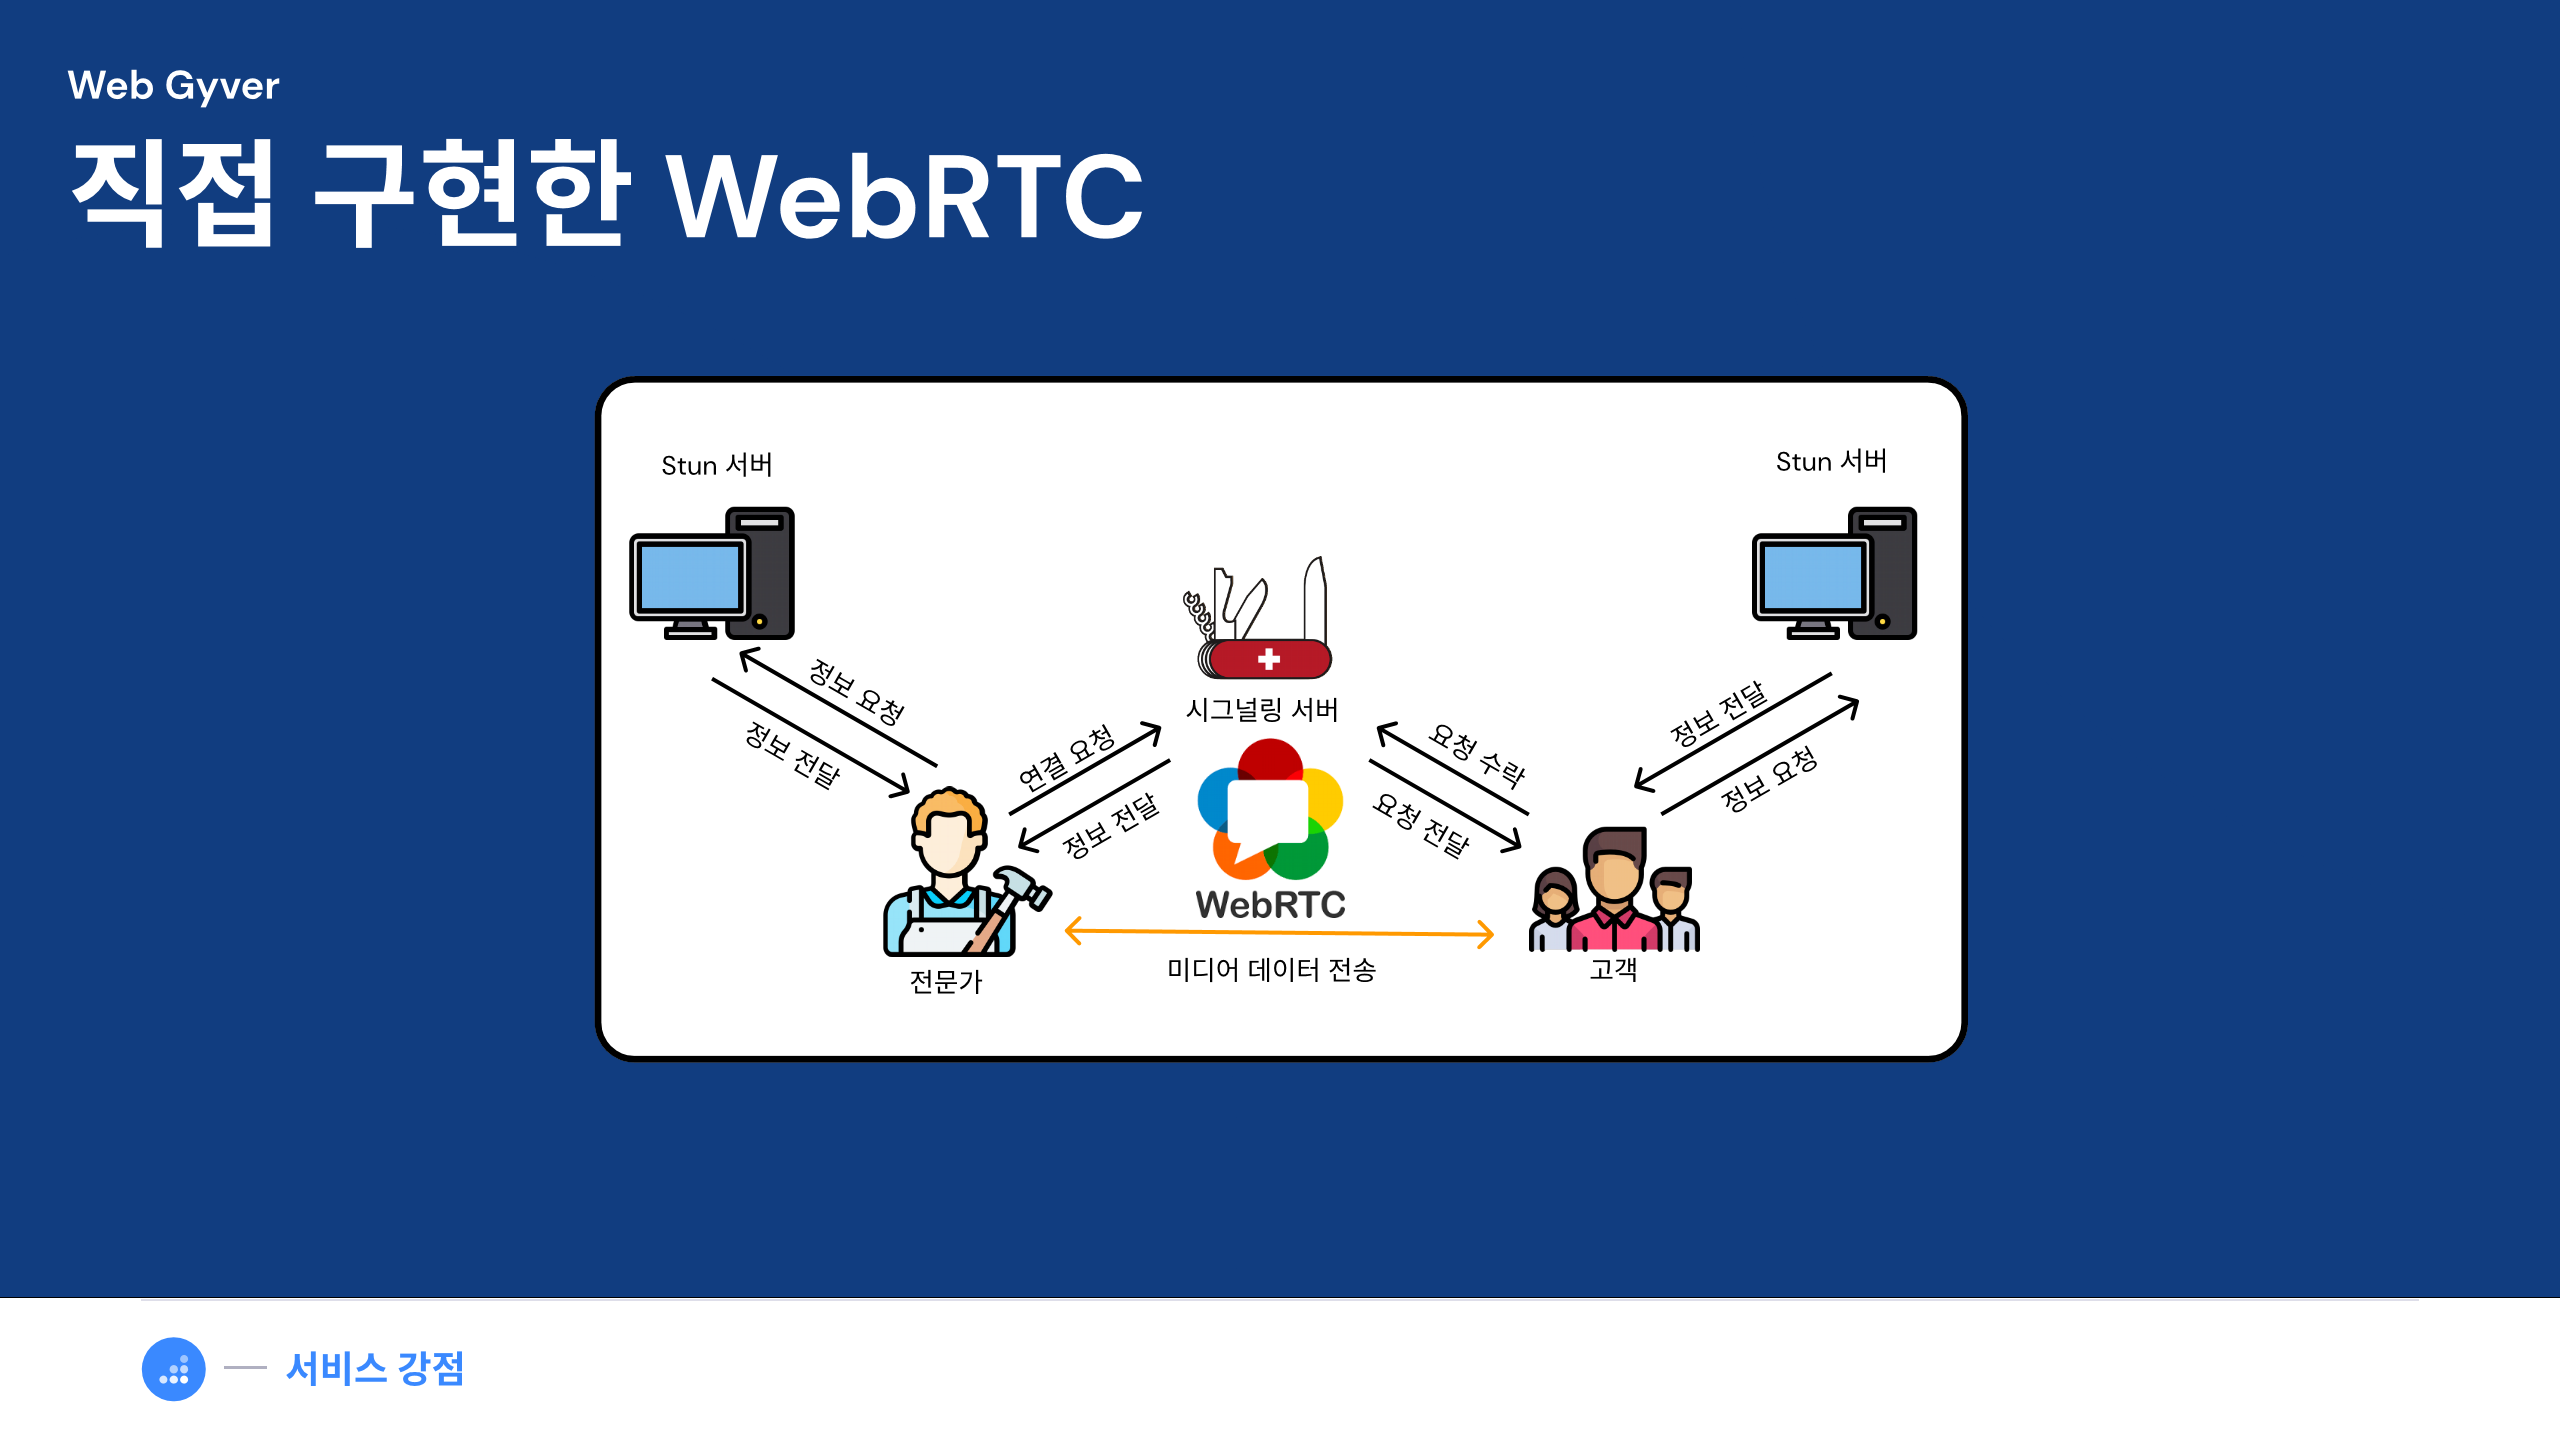 Web Gyver
직접 구현한 WebRTC
Stun 서버
Stun 서버
정보 요청
정보 전달
시그널링 서버
연결 요청
정보 전달
요청 수락
요청 전달
정보 전달
정보 요청
WebRTC
미디어 데이터 전송
전문가
고객
서비스 강점